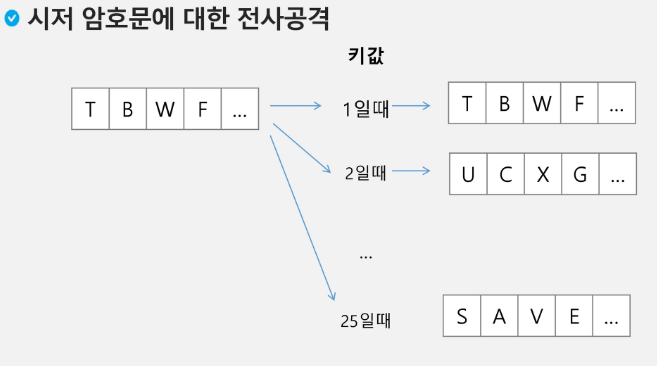 시저 암호문에 대한 전사공격
키값
T B W F ... 1일때 T B W F ...
2일때 U C X G ...
...
25일때 S A V E ...